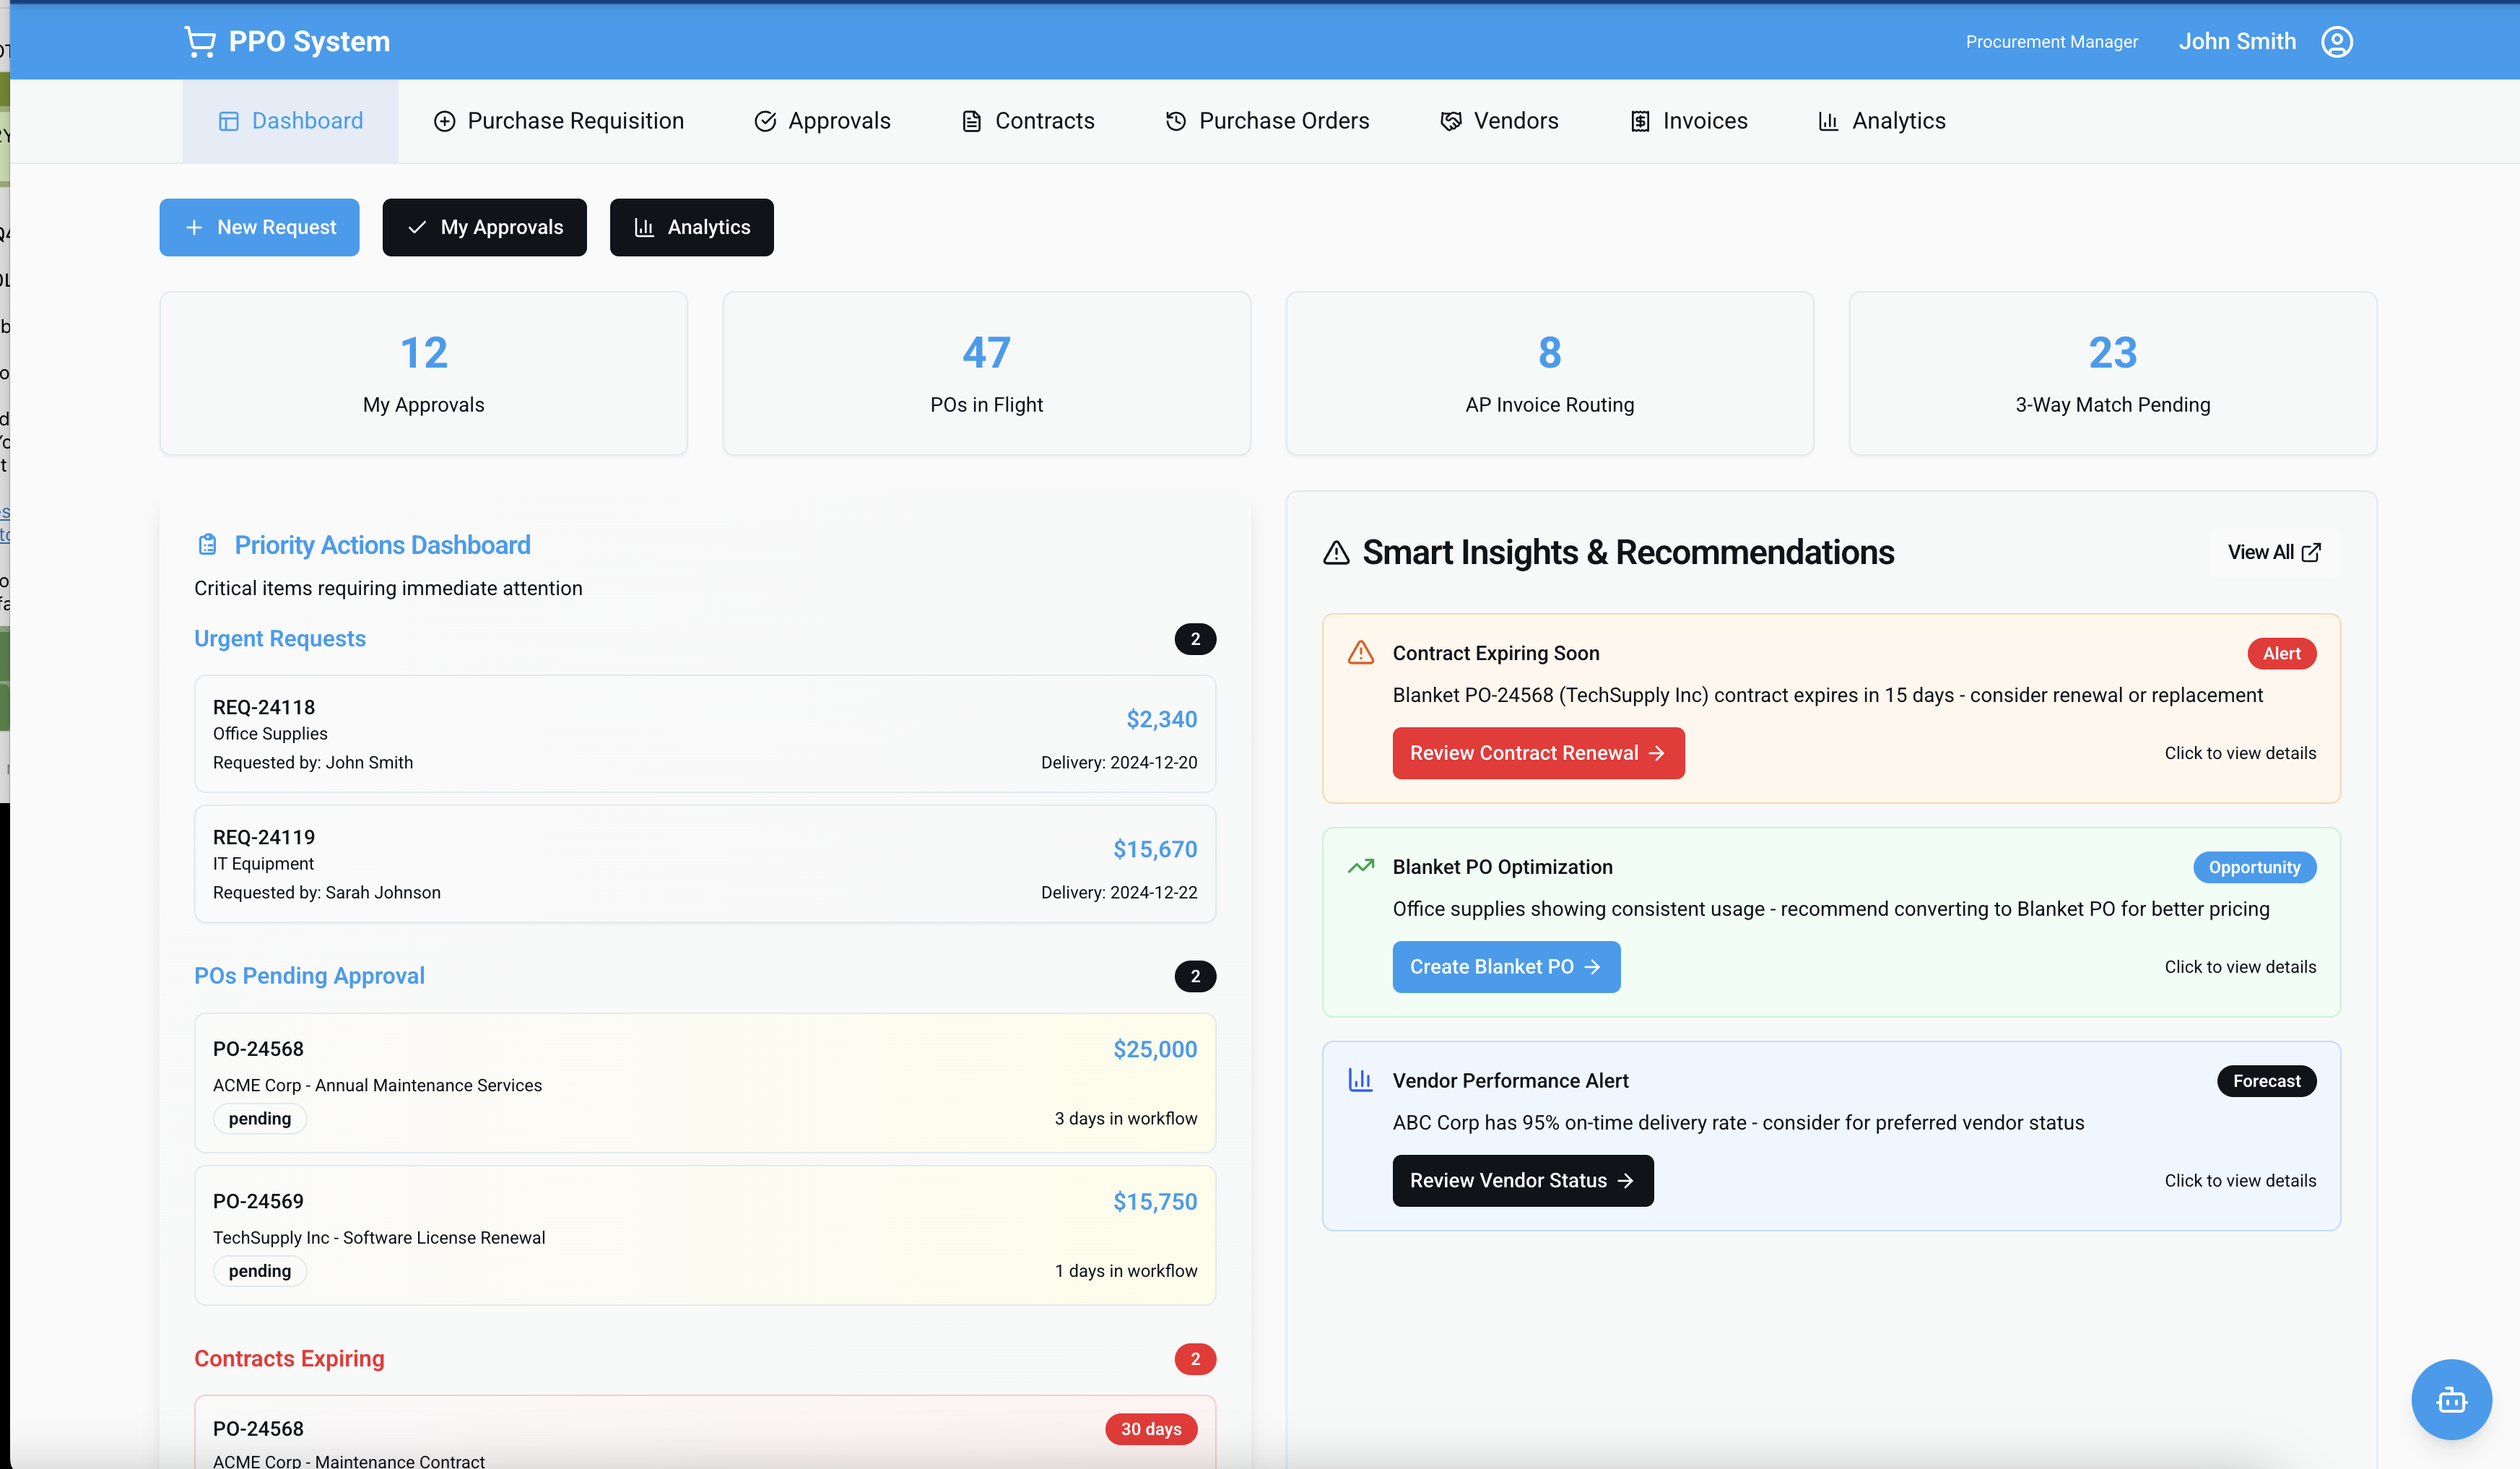 PPO System
Procurement Manager
John Smith
Dashboard
Purchase Requisition
Approvals
Contracts
Purchase Orders
Vendors
Invoices
Analytics
New Request
My Approvals
Analytics
12
My Approvals
47
POs in Flight
8
AP Invoice Routing
23
3-Way Match Pending
Priority Actions Dashboard
Critical items requiring immediate attention
Urgent Requests
2
REQ-24118
$2,340
Office Supplies
Requested by: John Smith
Delivery: 2024-12-20
REQ-24119
$15,670
IT Equipment
Requested by: Sarah Johnson
Delivery: 2024-12-22
POs Pending Approval
2
PO-24568
$25,000
ACME Corp - Annual Maintenance Services
pending
3 days in workflow
PO-24569
$15,750
TechSupply Inc - Software License Renewal
pending
1 days in workflow
Contracts Expiring
2
PO-24568
30 days
ACME Corp - Maintenance Contract
Smart Insights & Recommendations
View All
Contract Expiring Soon
Alert
Blanket PO-24568 (TechSupply Inc) contract expires in 15 days - consider renewal or replacement
Review Contract Renewal
Click to view details
Blanket PO Optimization
Opportunity
Office supplies showing consistent usage - recommend converting to Blanket PO for better pricing
Create Blanket PO
Click to view details
Vendor Performance Alert
Forecast
ABC Corp has 95% on-time delivery rate - consider for preferred vendor status
Review Vendor Status
Click to view details